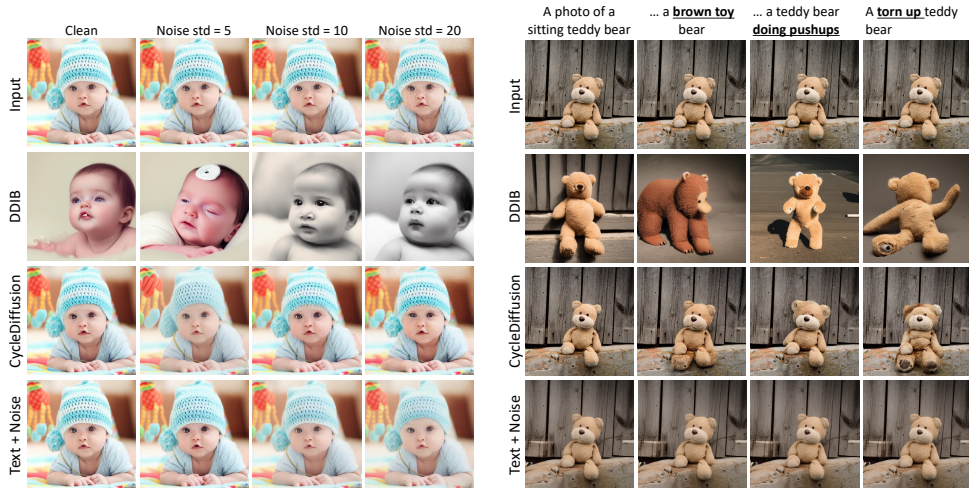 Clean
Noise std = 5
Noise std = 10
Noise std = 20
Input
DDIB
CycleDiffusion
Text + Noise
A photo of a
sitting teddy bear
... a brown toy
bear
... a teddy bear
doing pushups
A torn up teddy
bear
Input
DDIB
CycleDiffusion
Text + Noise